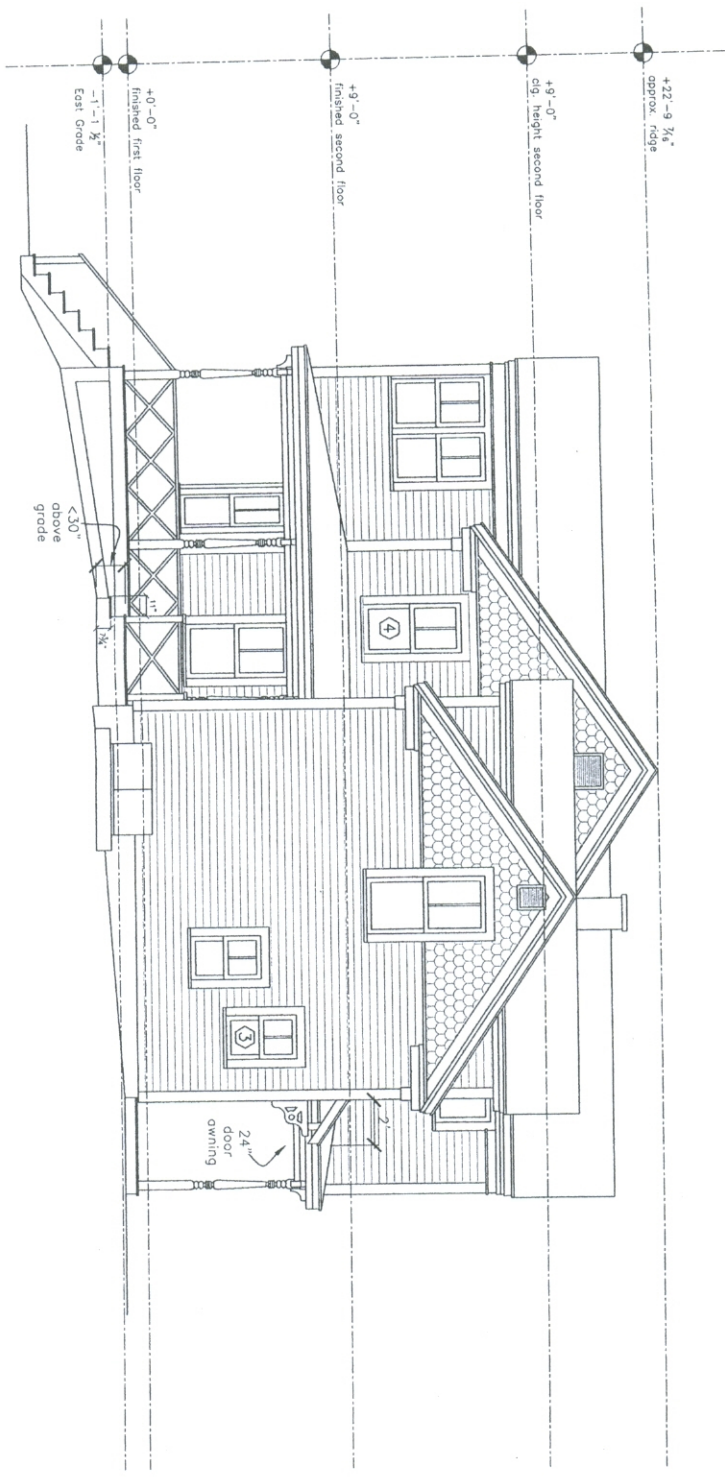 +22'-9 7/16"
approx. ridge
+9'-0"
clg. height second floor
+9'-0"
finished second floor
+0'-0"
finished first floor
-1'-1 ½"
East Grade
<30"
above
grade
11"
4
3
2'
24"
door
awning